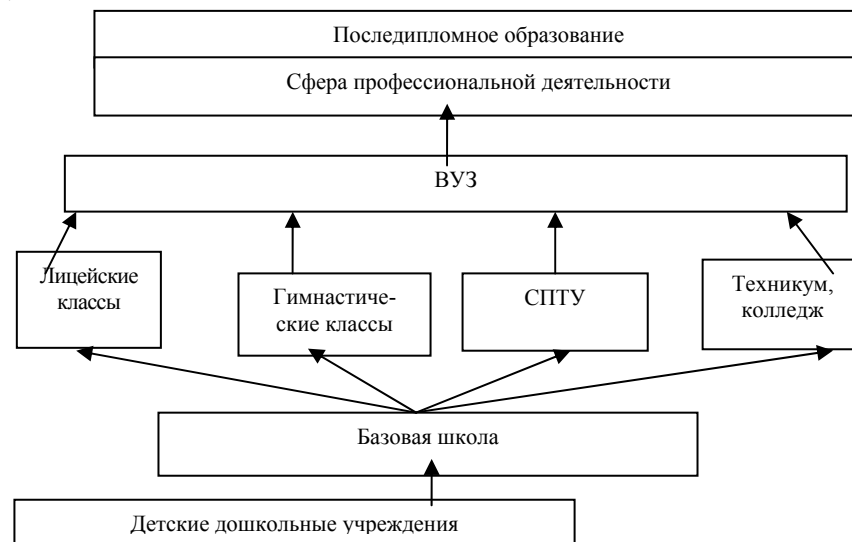 Последипломное образование
Сфера профессиональной деятельности
ВУЗ
Лицейские
классы
Гимнастиче-
ские классы
СПТУ
Техникум,
колледж
Базовая школа
Детские дошкольные учреждения